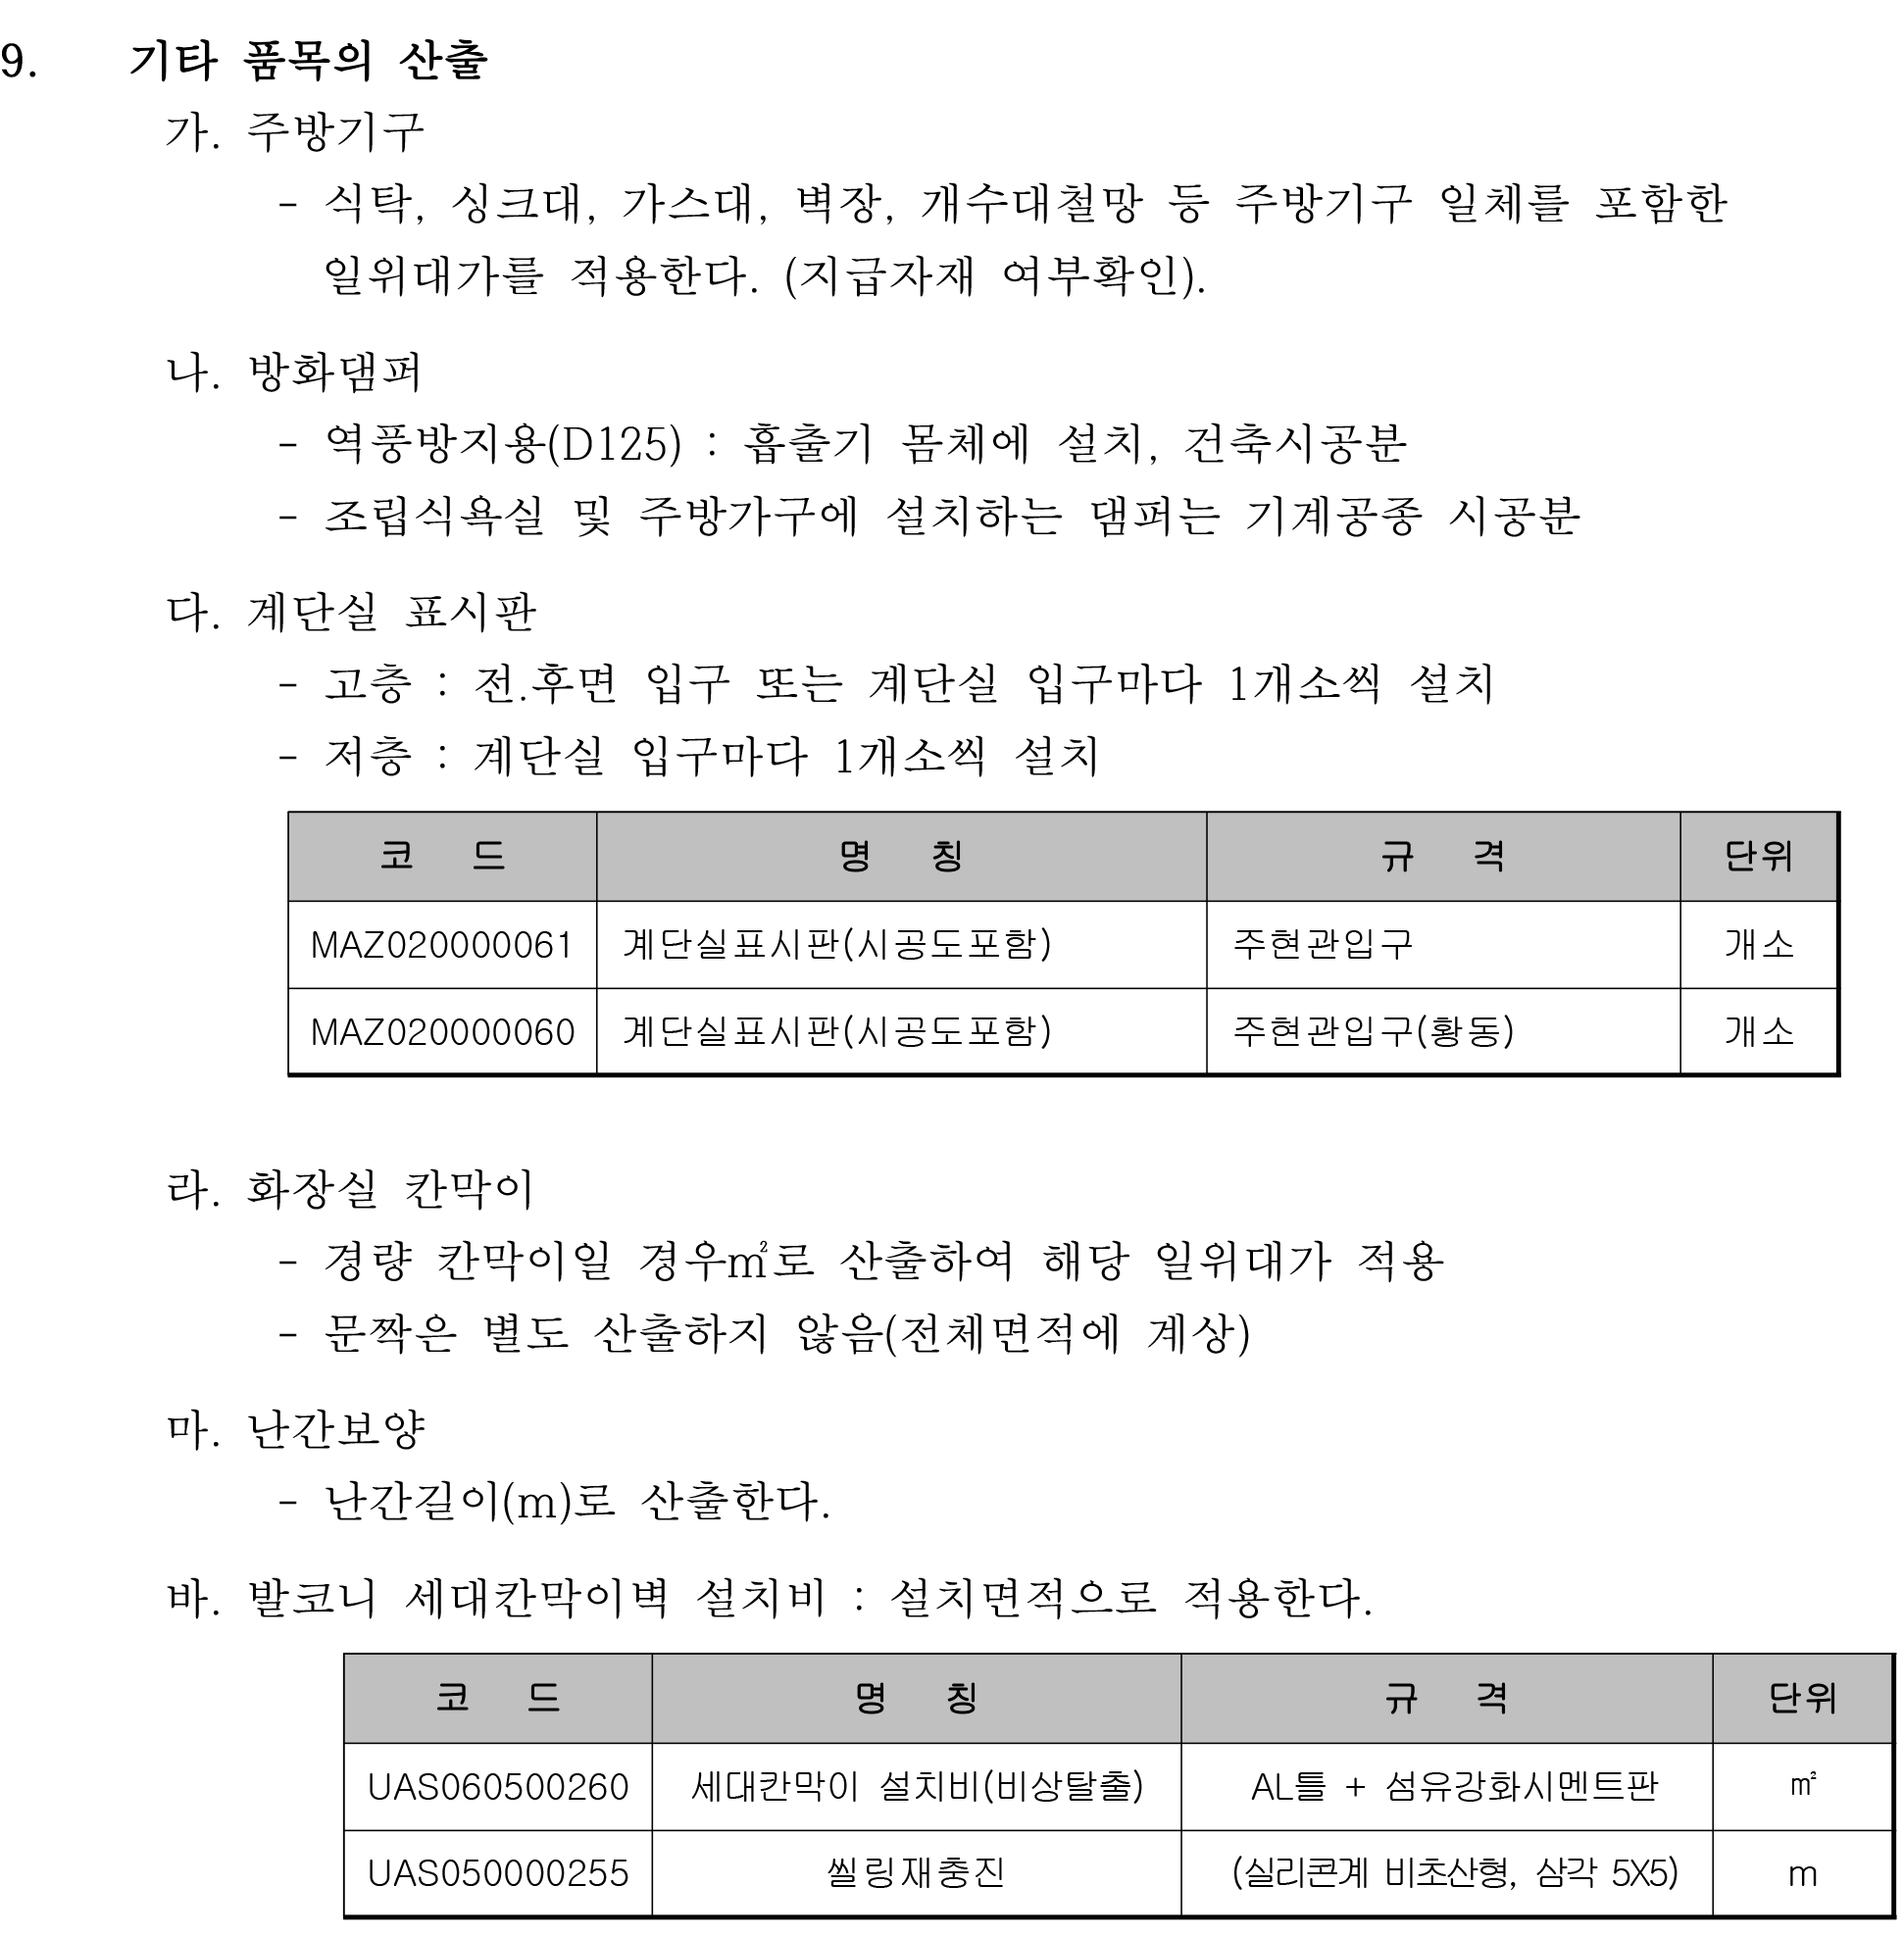 9. 기타 품목의 산출
가. 주방기구
- 식탁, 싱크대, 가스대, 벽장, 개수대철망 등 주방기구 일체를 포함한
일위대가를 적용한다. (지급자재 여부확인).
나. 방화댐퍼
- 역풍방지용(D125) : 흡출기 몸체에 설치, 건축시공분
- 조립식욕실 및 주방가구에 설치하는 댐퍼는 기계공종 시공분
다. 계단실 표시판
- 고층 : 전.후면 입구 또는 계단실 입구마다 1개소씩 설치
- 저층 : 계단실 입구마다 1개소씩 설치
코 드 명 칭 규 격 단위
MAZ020000061 계단실표시판(시공도포함) 주현관입구 개소
MAZ020000060 계단실표시판(시공도포함) 주현관입구(황동) 개소
라. 화장실 칸막이
- 경량 칸막이일 경우㎡로 산출하여 해당 일위대가 적용
- 문짝은 별도 산출하지 않음(전체면적에 계상)
마. 난간보양
- 난간길이(m)로 산출한다.
바. 발코니 세대칸막이벽 설치비 : 설치면적으로 적용한다.
코 드 명 칭 규 격 단위
UAS060500260 세대칸막이 설치비(비상탈출) AL틀 + 섬유강화시멘트판 ㎡
UAS050000255 씰링재충진 (실리콘계 비초산형, 삼각 5X5) m